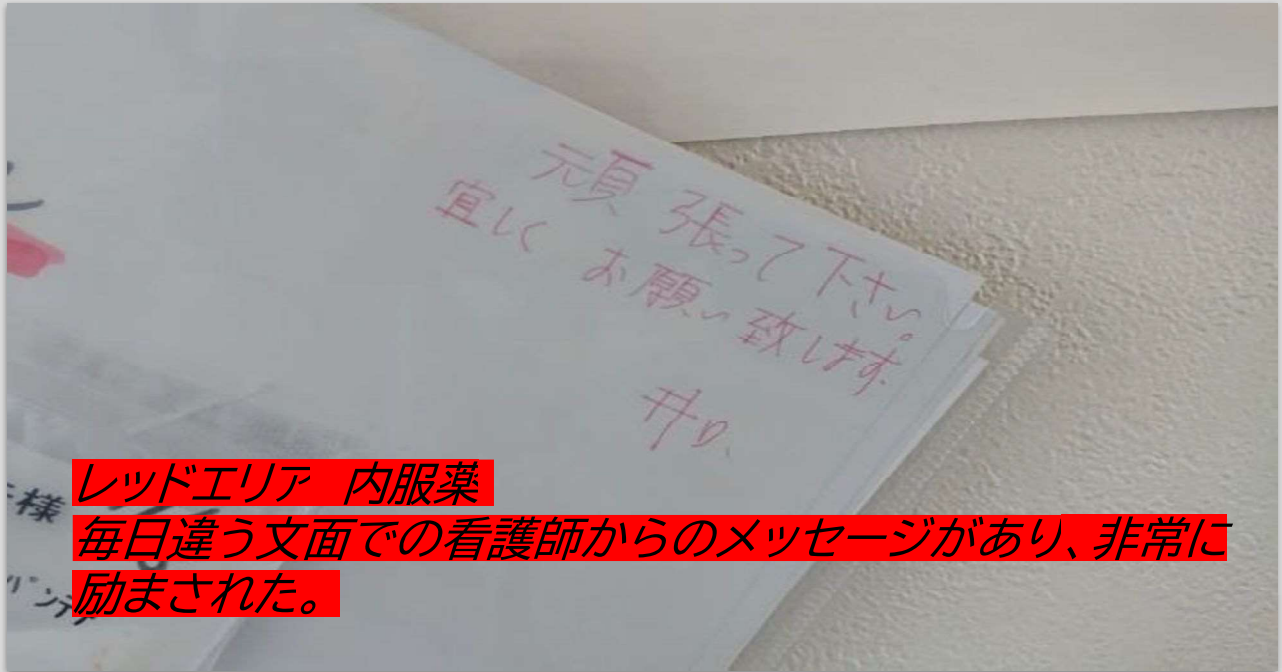 頑張って下さい。
宜しくお願い致します。
井口
様
レッドエリア 内服薬
毎日違う文面での看護師からのメッセージがあり、非常に
励まされた。